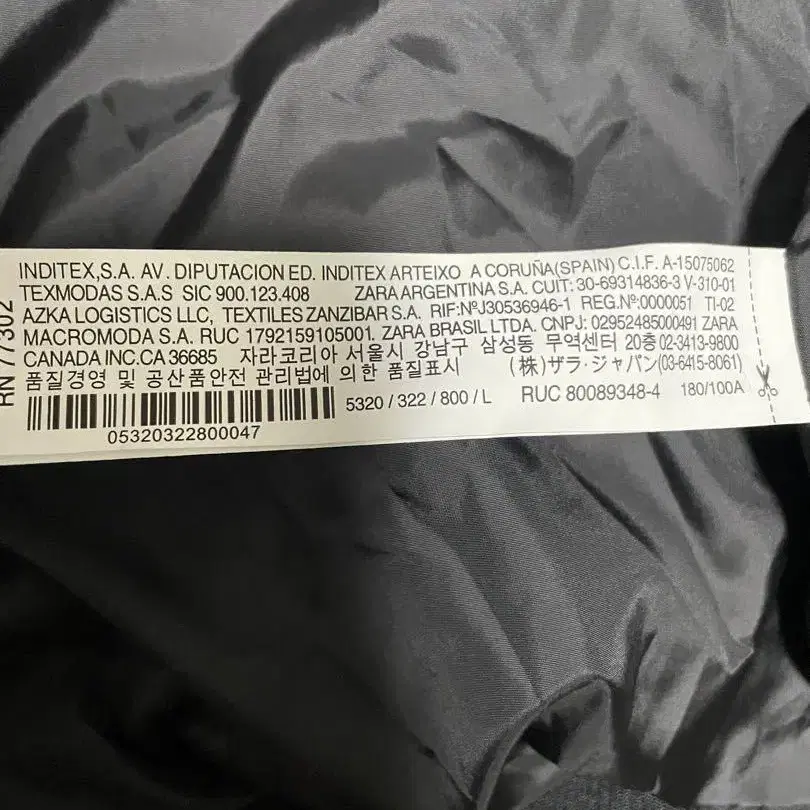 INDITEX,S.A. AV. DIPUTACION ED. INDITEX ARTEIXO A CORUÑA(SPAIN) C.I.F. A-15075062
TEXMODAS S.A.S SIC 900.123.408 ZARA ARGENTINA S.A. CUIT: 30-69314836-3 V-310-01
AZKA LOGISTICS LLC, TEXTILES ZANZIBAR S.A. RIF:NºJ30536946-1 REG.Nº:0000051 TI-02
MACROMODA S.A. RUC 1792159105001. ZARA BRASIL LTDA. CNPJ: 02952485000491 ZARA
CANADA INC.CA 36685 자라코리아 서울시 강남구 삼성동 무역센터 20층 02-3413-9800
품질경영 및 공산품안전 관리법에 의한 품질표시 (株)ザラ・ジャパン(03-6415-8061)
5320 / 322 / 800 / L RUC 80089348-4 180/100A
05320322800047
RN 77302